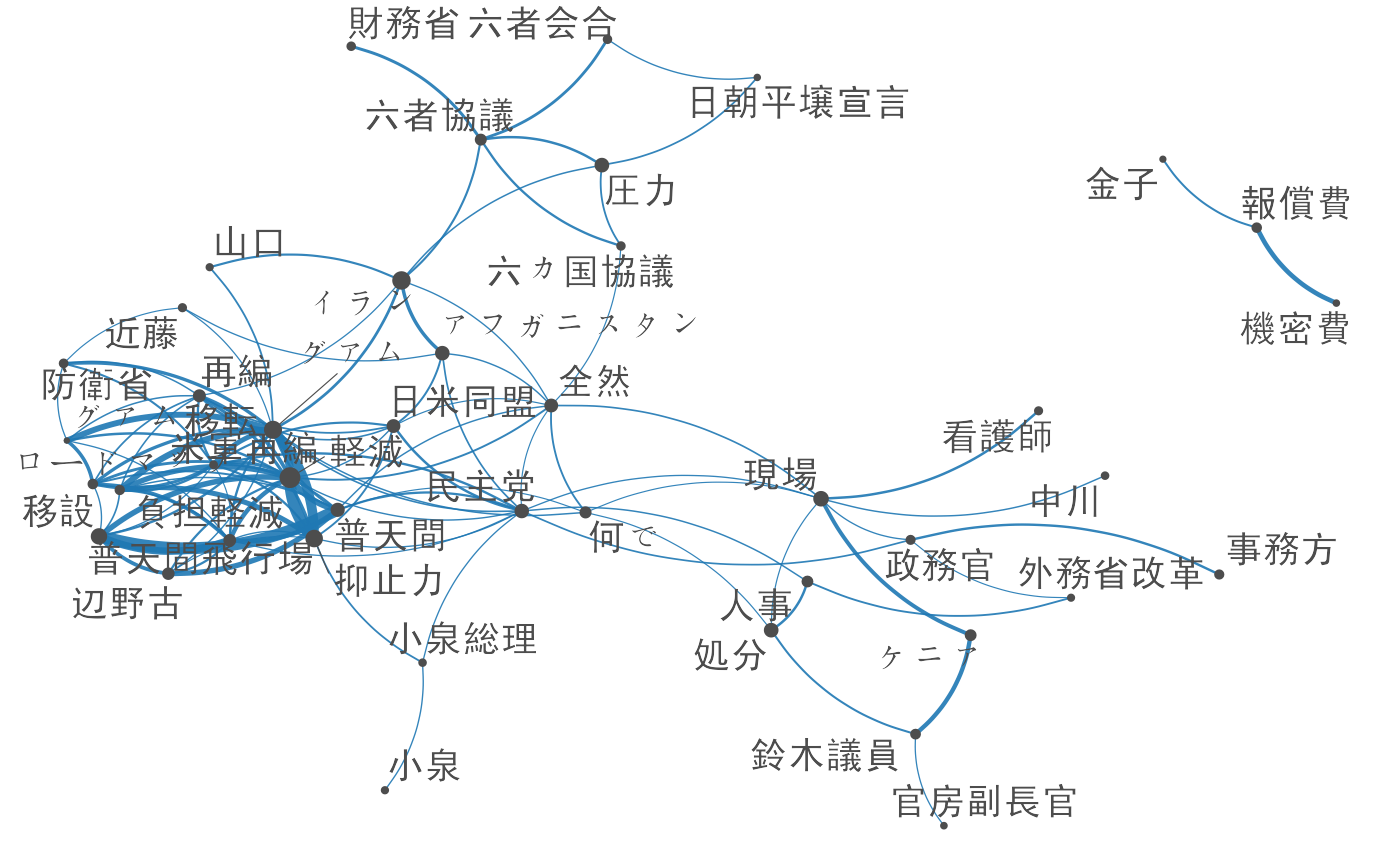 財務省
六者会合
日朝平壌宣言
六者協議
圧力
金子
報償費
山口
六カ国協議
イラン
アフガニスタン
機密費
近藤
グアム
再編
防衛省
全然
日米同盟
グアム
移転
看護師
米軍再編
軽減
現場
民主党
中川
移設
負担軽減
普天間
何で
普天間飛行場
政務官
外務省改革
事務方
抑止力
辺野古
人事
小泉総理
処分
ケニア
鈴木議員
小泉
官房副長官